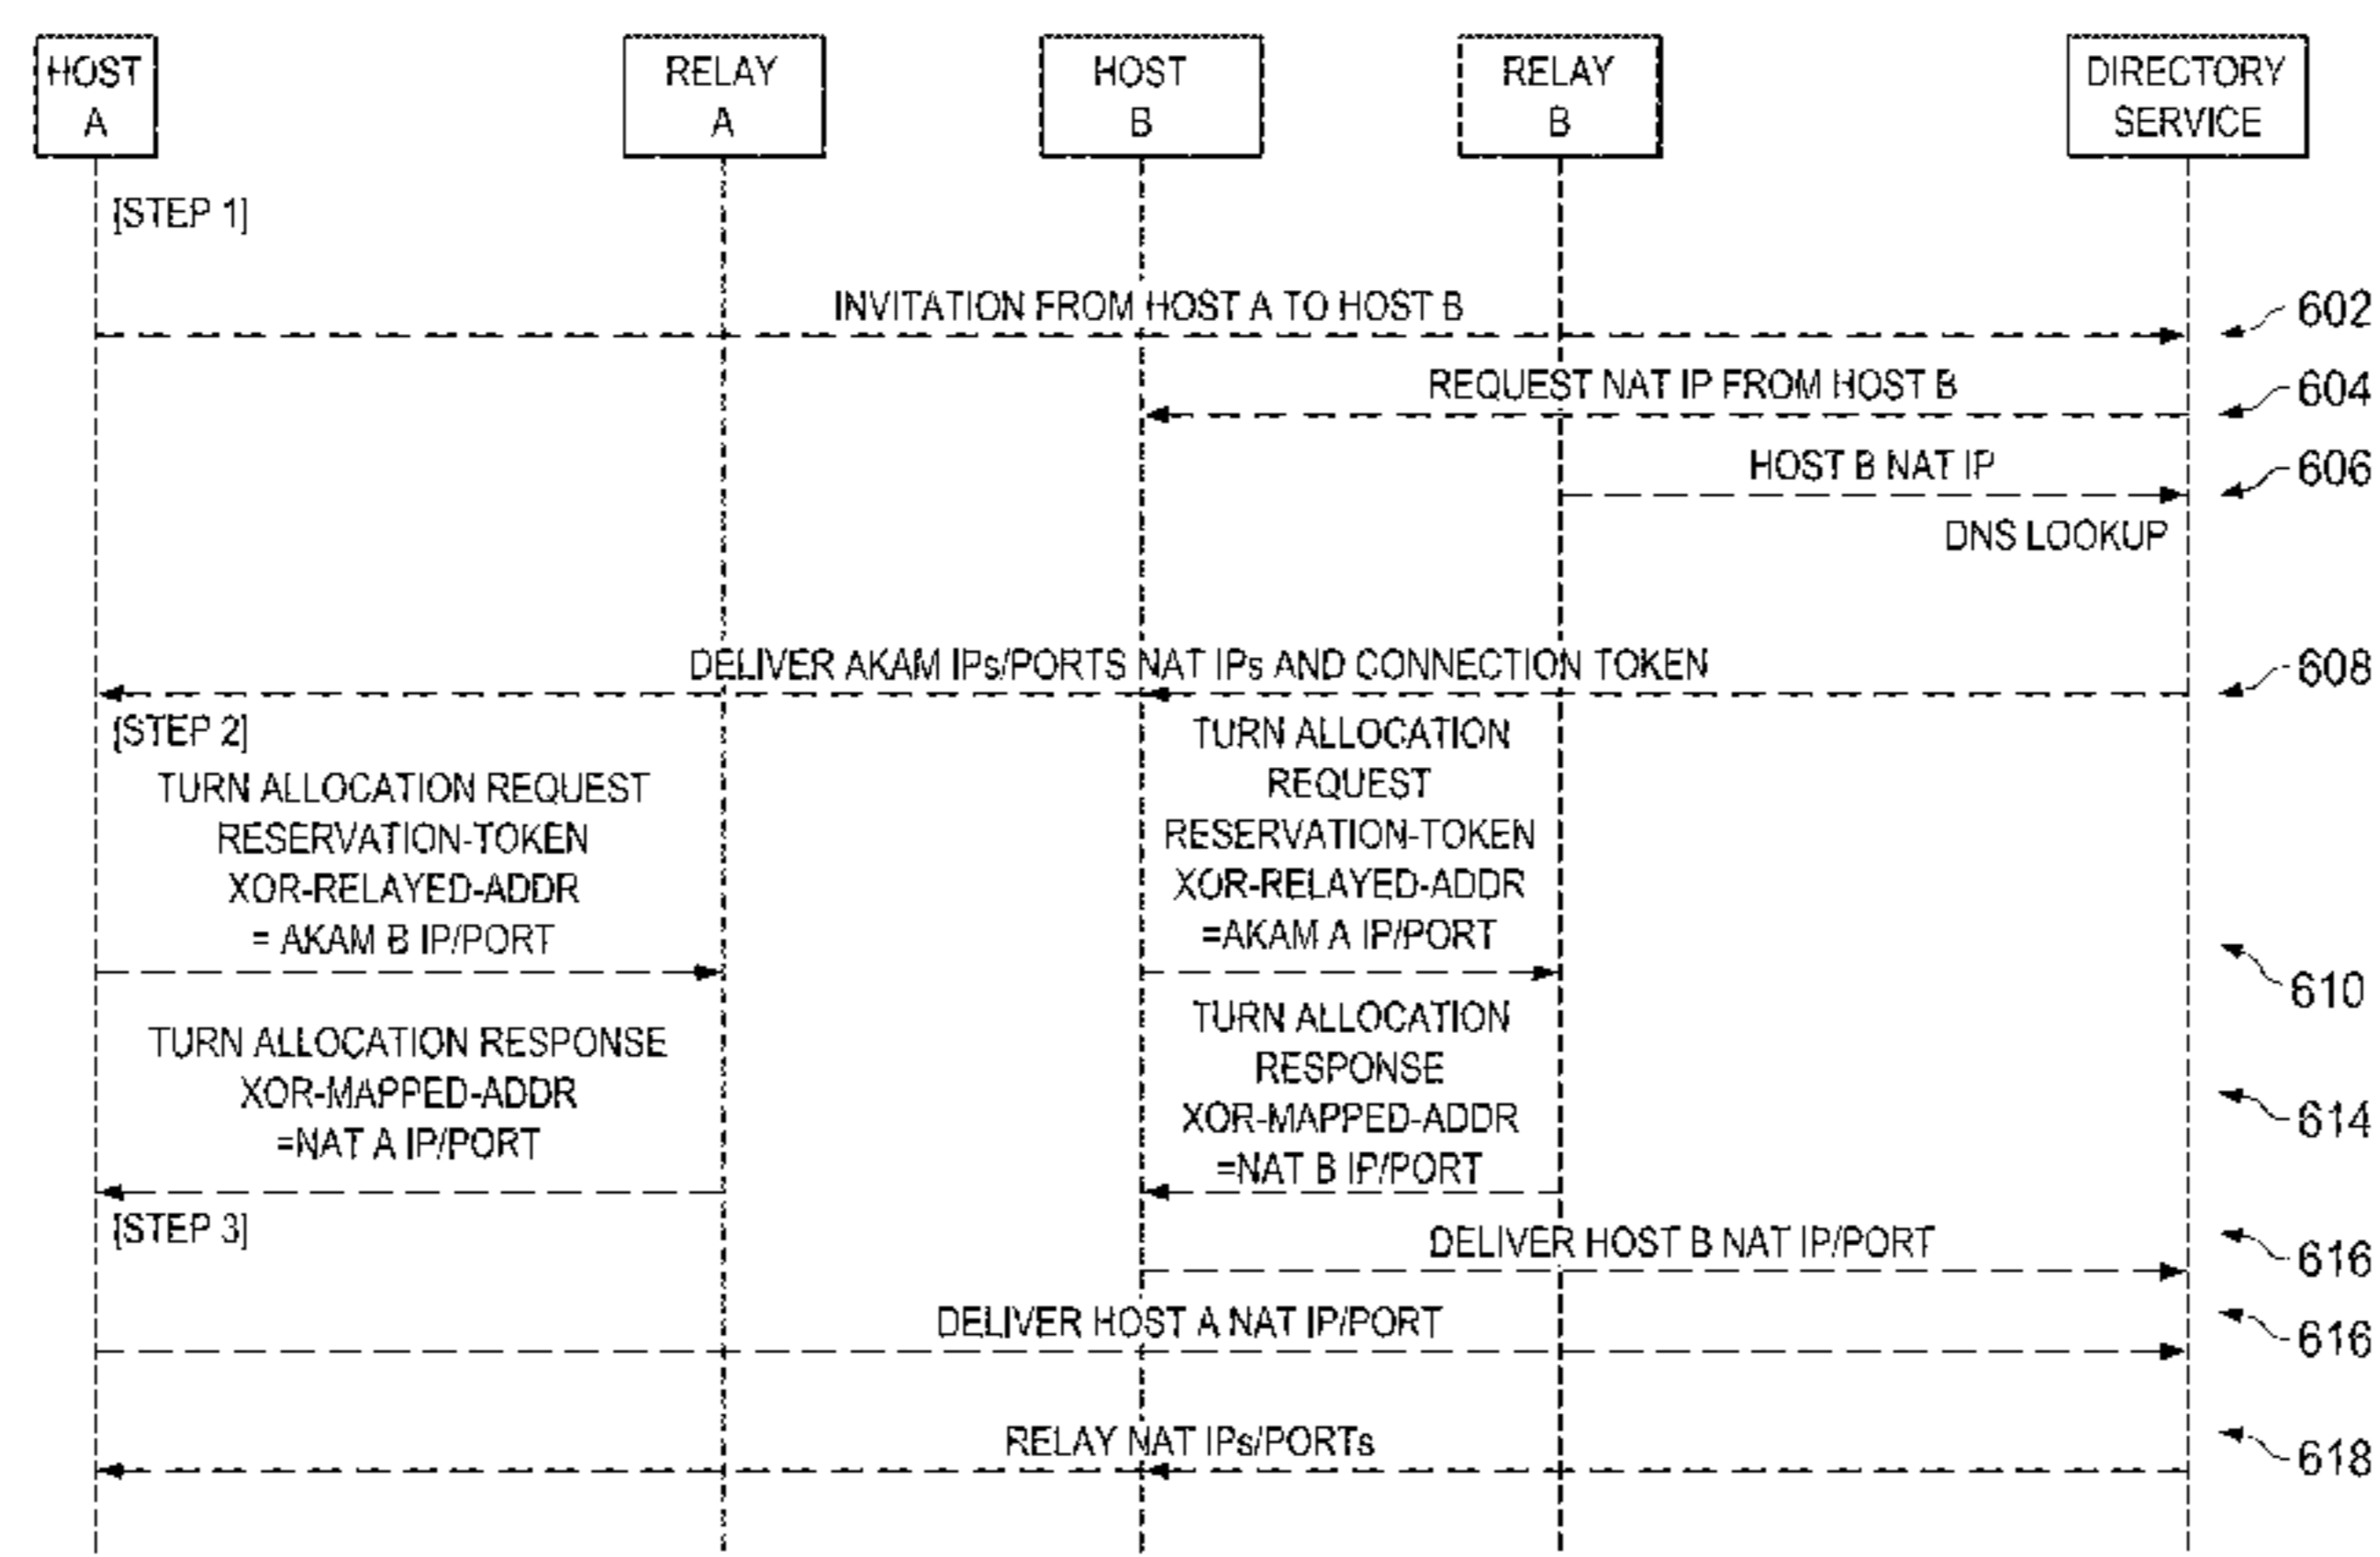 HOST
A
RELAY
A
HOST
B
RELAY
B
DIRECTORY
SERVICE
[STEP 1]
INVITATION FROM HOST A TO HOST B
602
REQUEST NAT IP FROM HOST B
604
HOST B NAT IP
606
DNS LOOKUP
DELIVER AKAM IPs/PORTS NAT IPs AND CONNECTION TOKEN
608
[STEP 2]
TURN ALLOCATION REQUEST
RESERVATION-TOKEN
XOR-RELAYED-ADDR
= AKAM B IP/PORT
TURN ALLOCATION
REQUEST
RESERVATION-TOKEN
XOR-RELAYED-ADDR
=AKAM A IP/PORT
610
TURN ALLOCATION RESPONSE
XOR-MAPPED-ADDR
=NAT A IP/PORT
TURN ALLOCATION
RESPONSE
XOR-MAPPED-ADDR
=NAT B IP/PORT
614
[STEP 3]
DELIVER HOST B NAT IP/PORT
616
DELIVER HOST A NAT IP/PORT
616
RELAY NAT IPs/PORTs
618